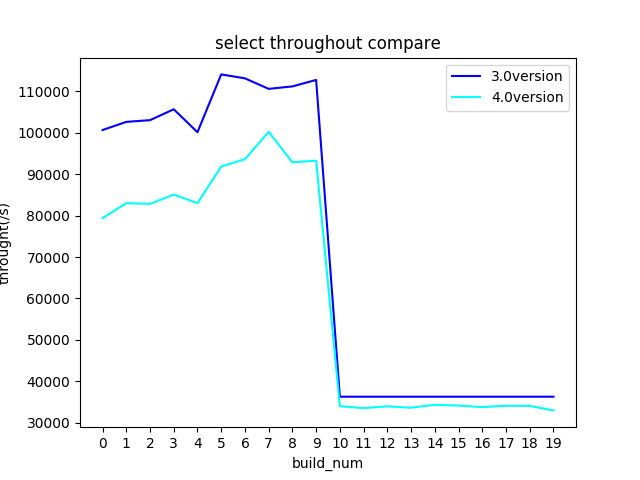 select throughout compare
3.0version
4.0version
110000
100000
90000
80000
70000
60000
50000
40000
30000
throught(/s)
0 1 2 3 4 5 6 7 8 9 10 11 12 13 14 15 16 17 18 19
build_num